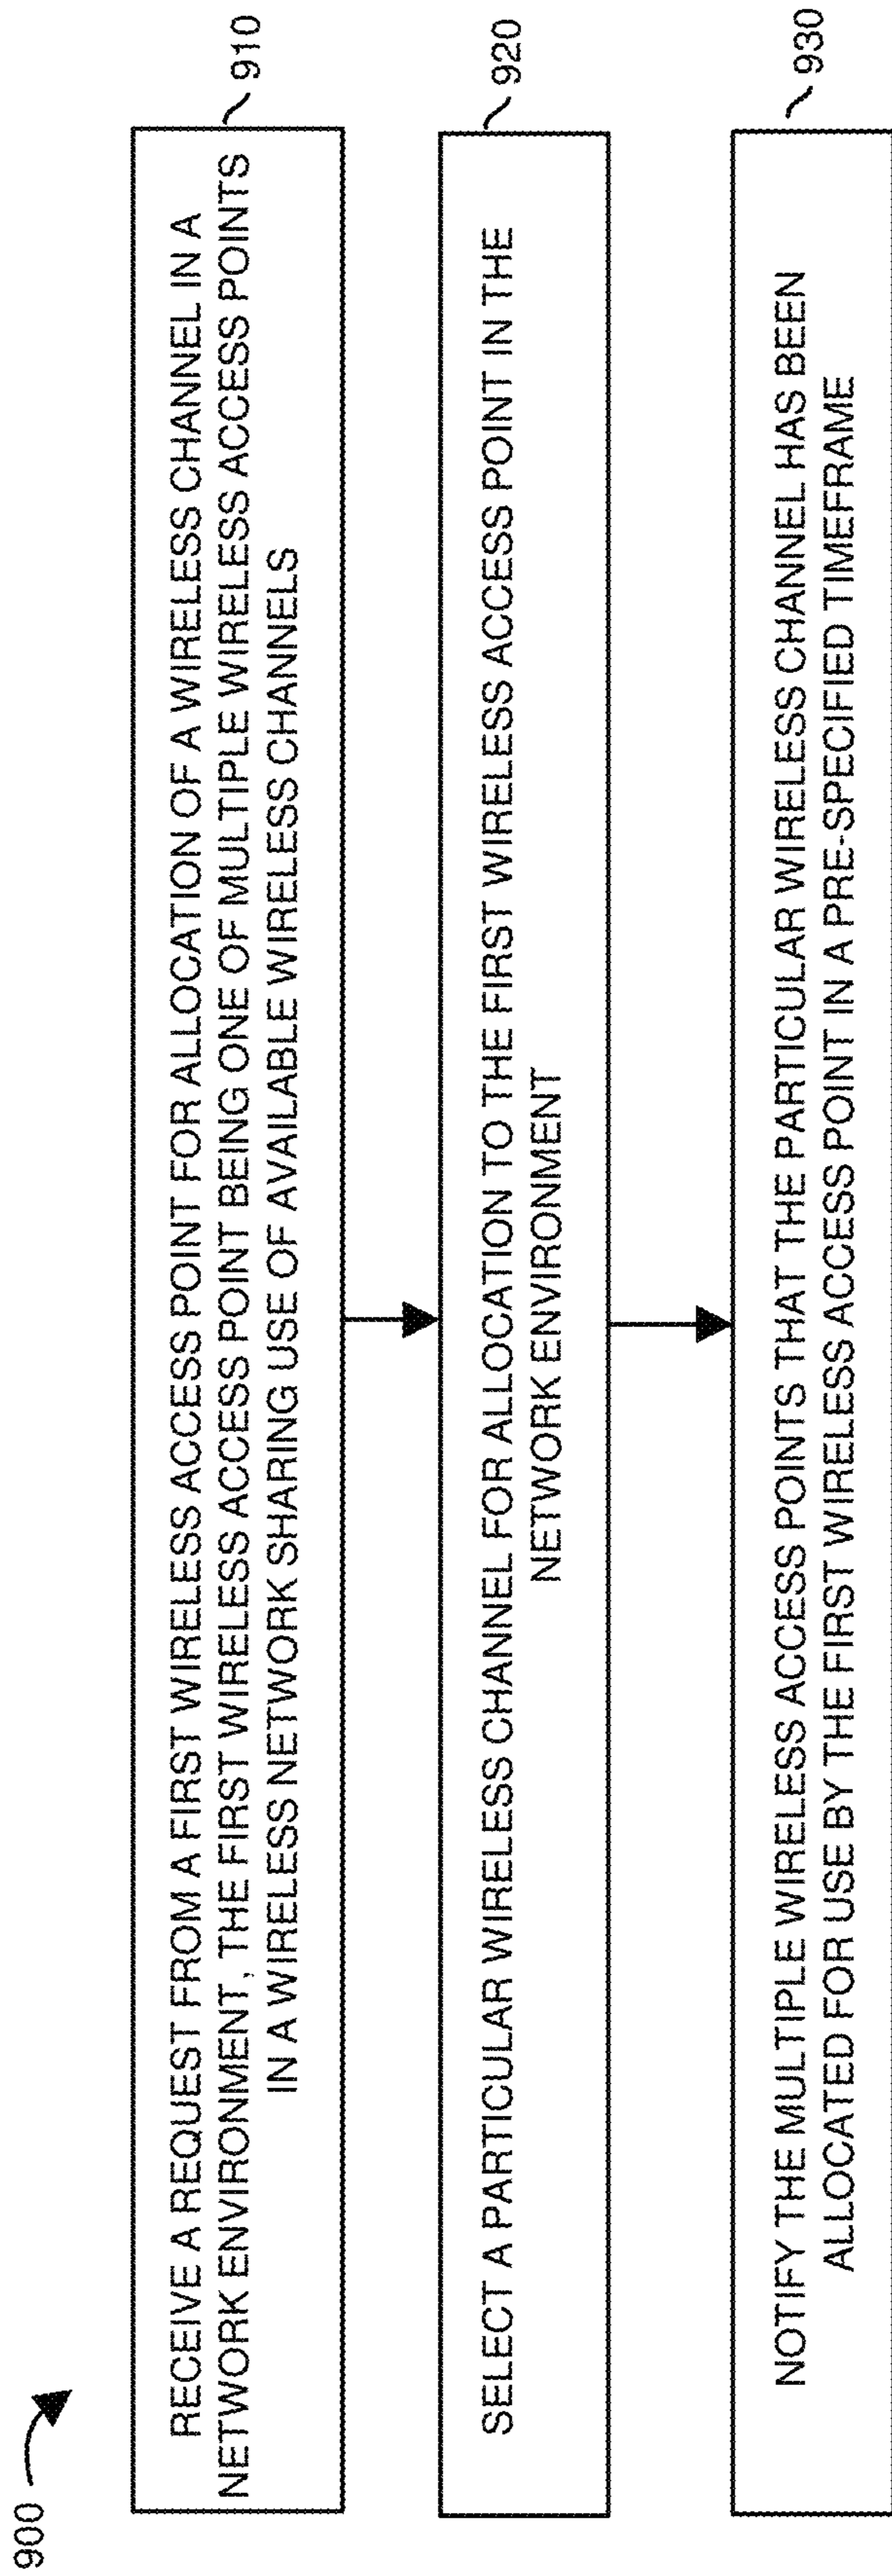 900
RECEIVE A REQUEST FROM A FIRST WIRELESS ACCESS POINT FOR ALLOCATION OF A WIRELESS CHANNEL IN A
NETWORK ENVIRONMENT, THE FIRST WIRELESS ACCESS POINT BEING ONE OF MULTIPLE WIRELESS ACCESS POINTS
IN A WIRELESS NETWORK SHARING USE OF AVAILABLE WIRELESS CHANNELS
910
SELECT A PARTICULAR WIRELESS CHANNEL FOR ALLOCATION TO THE FIRST WIRELESS ACCESS POINT IN THE
NETWORK ENVIRONMENT
920
NOTIFY THE MULTIPLE WIRELESS ACCESS POINTS THAT THE PARTICULAR WIRELESS CHANNEL HAS BEEN
ALLOCATED FOR USE BY THE FIRST WIRELESS ACCESS POINT IN A PRE-SPECIFIED TIMEFRAME
930